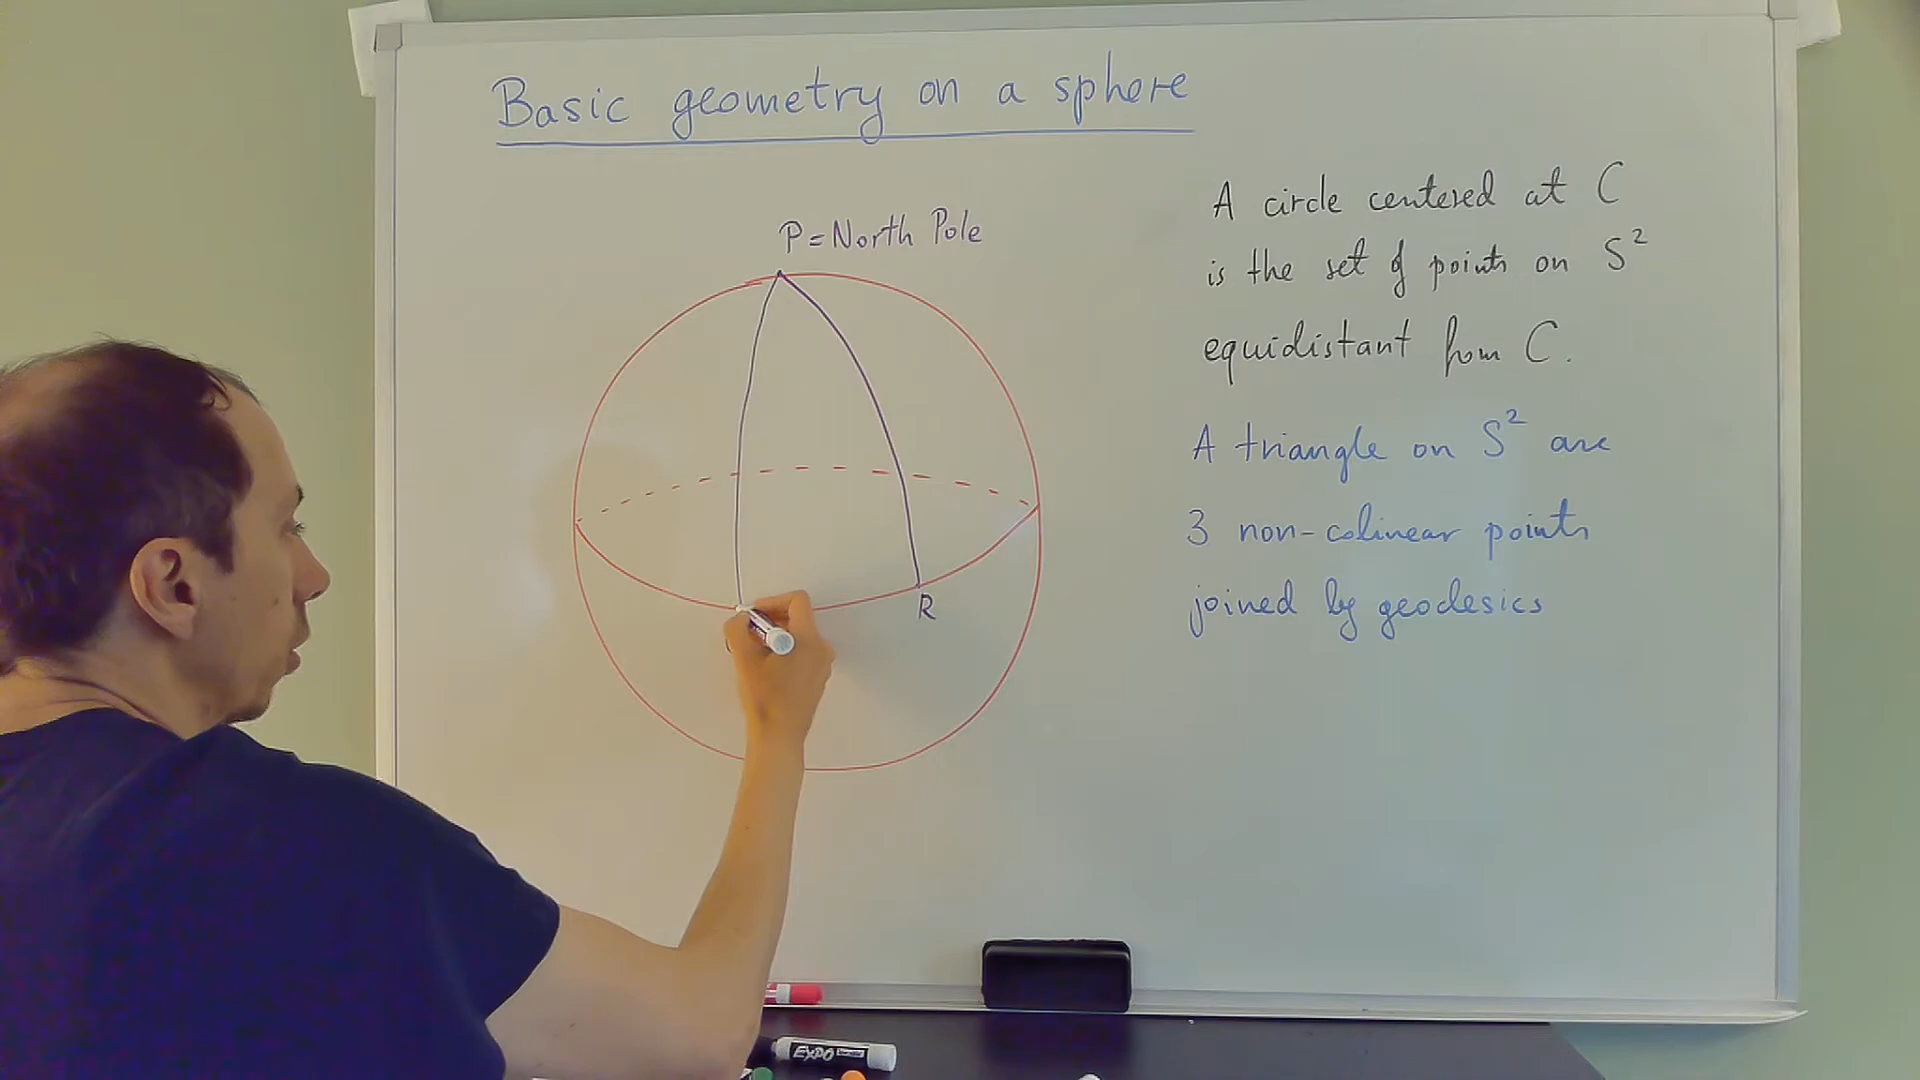 Basic geometry on a sphere
P = North Pole
A circle centered at C
is the set of points on S²
equidistant from C.
A triangle on S² are
3 non-colinear points
joined by geodesics
R
EXPO